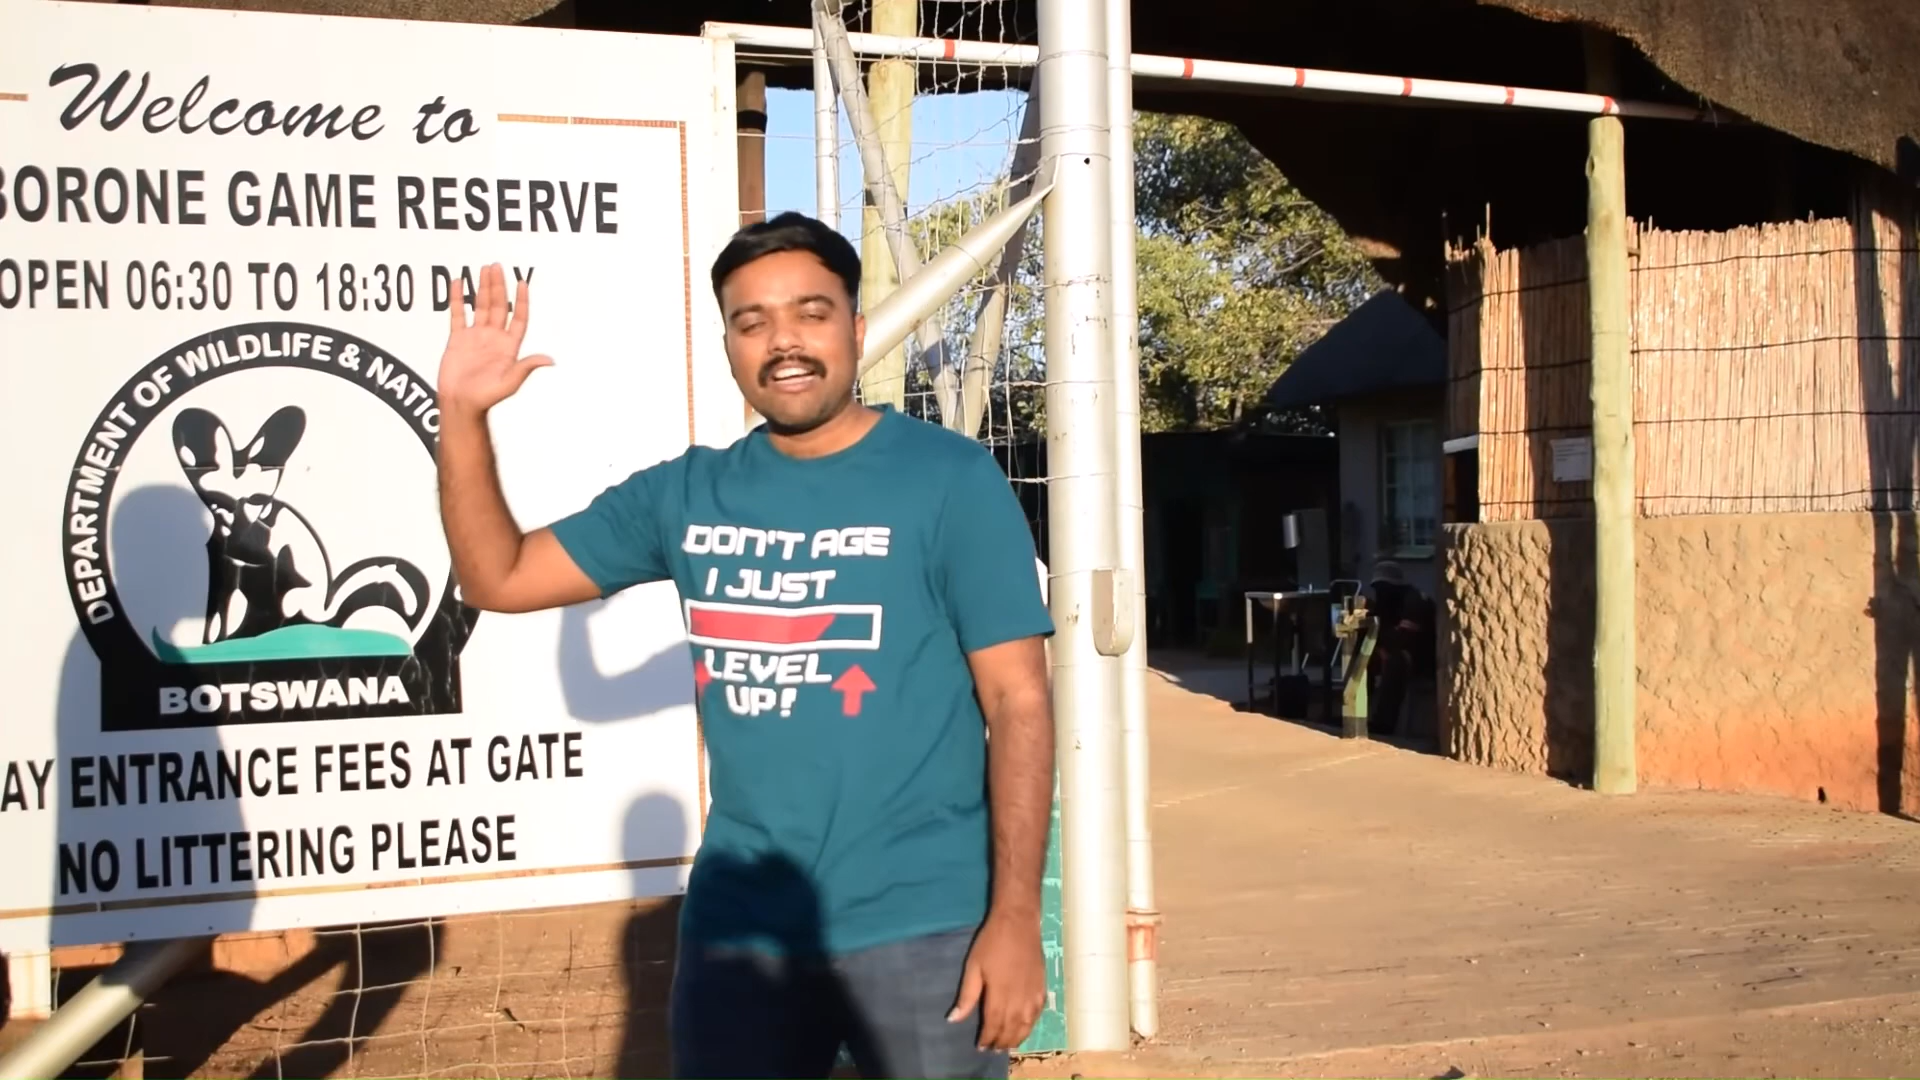 Welcome to
BORONE GAME RESERVE
OPEN 06:30 TO 18:30 DAILY
DEPARTMENT OF WILDLIFE & NATIO
BOTSWANA
AY ENTRANCE FEES AT GATE
NO LITTERING PLEASE
DON'T AGE
I JUST
LEVEL
UP!